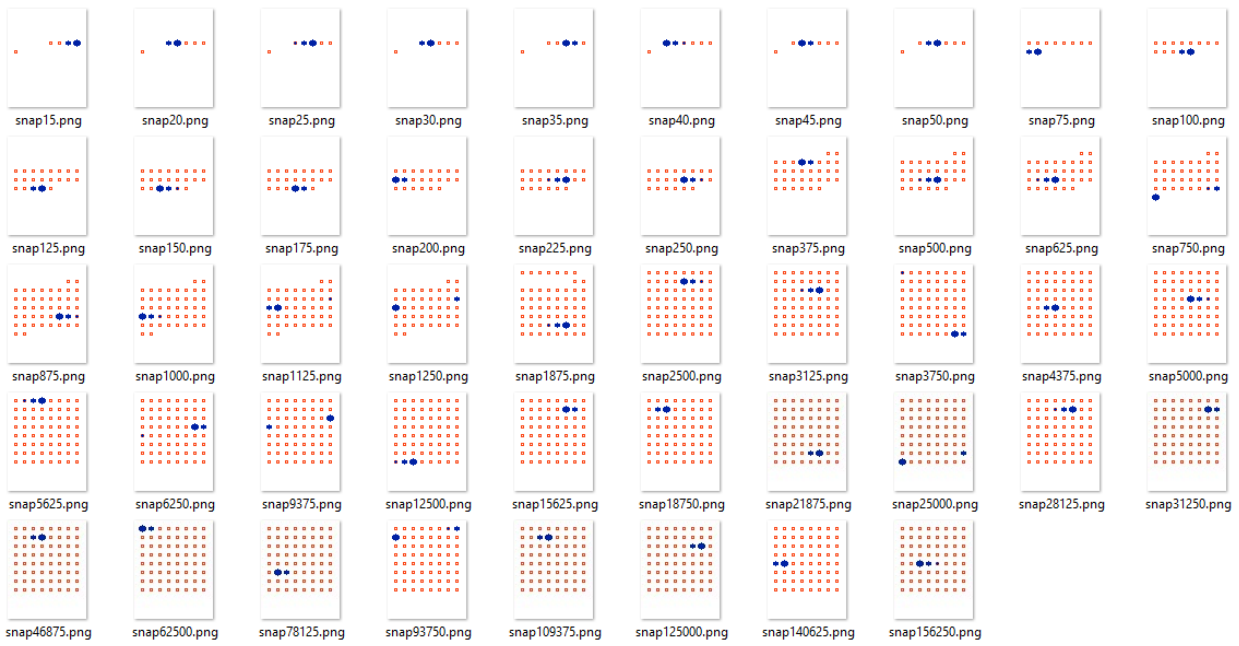 snap15.png snap20.png snap25.png snap30.png snap35.png snap40.png snap45.png snap50.png snap75.png snap100.png
snap125.png snap150.png snap175.png snap200.png snap225.png snap250.png snap375.png snap500.png snap625.png snap750.png
snap875.png snap1000.png snap1125.png snap1250.png snap1875.png snap2500.png snap3125.png snap3750.png snap4375.png snap5000.png
snap5625.png snap6250.png snap9375.png snap12500.png snap15625.png snap18750.png snap21875.png snap25000.png snap28125.png snap31250.png
snap46875.png snap62500.png snap78125.png snap93750.png snap109375.png snap125000.png snap140625.png snap156250.png